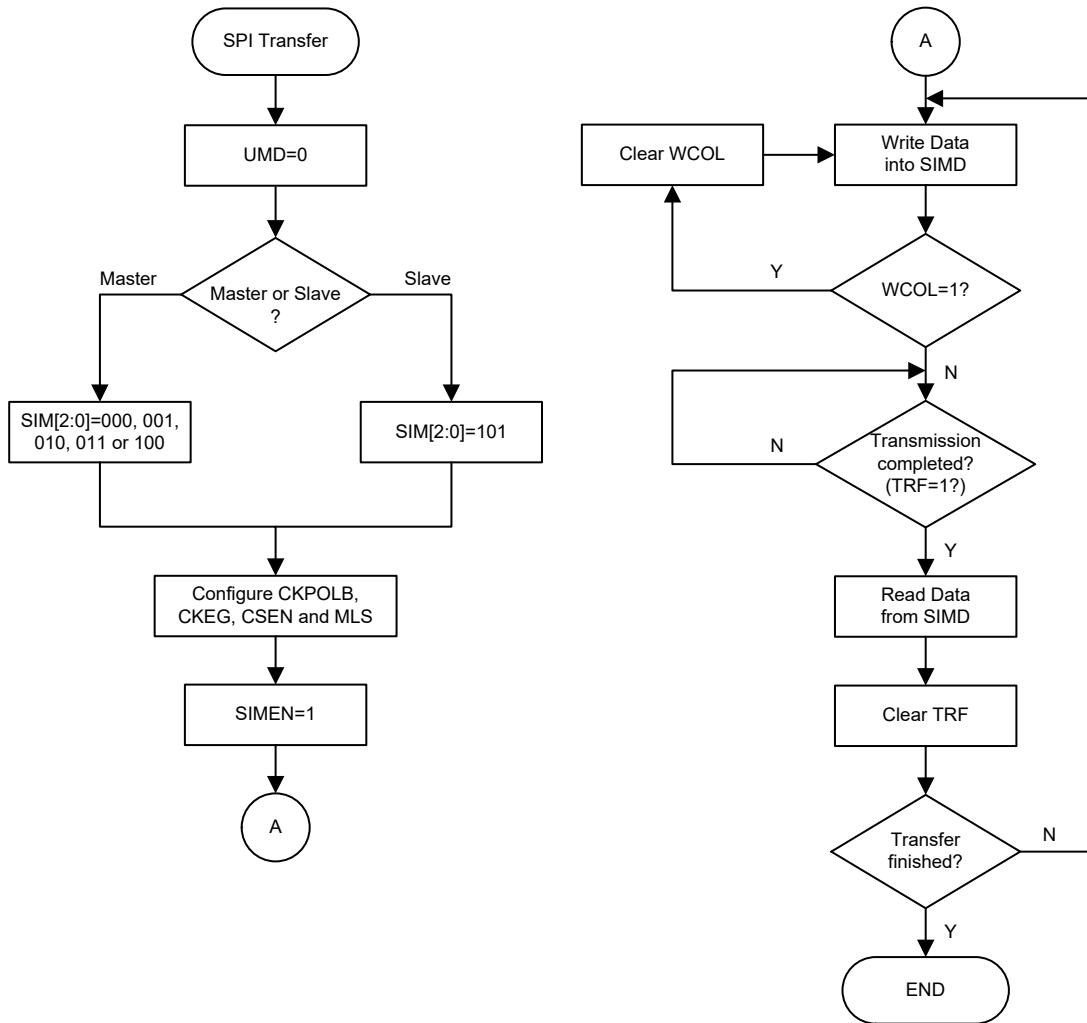 SPI Transfer
UMD=0
Master
Master or Slave
?
Slave
SIM[2:0]=000, 001,
010, 011 or 100
SIM[2:0]=101
Configure CKPOLB,
CKEG, CSEN and MLS
SIMEN=1
A
A
Clear WCOL
Write Data
into SIMD
Y
WCOL=1?
N
Transmission
completed?
(TRF=1?)
N
Y
Read Data
from SIMD
Clear TRF
Transfer
finished?
N
Y
END